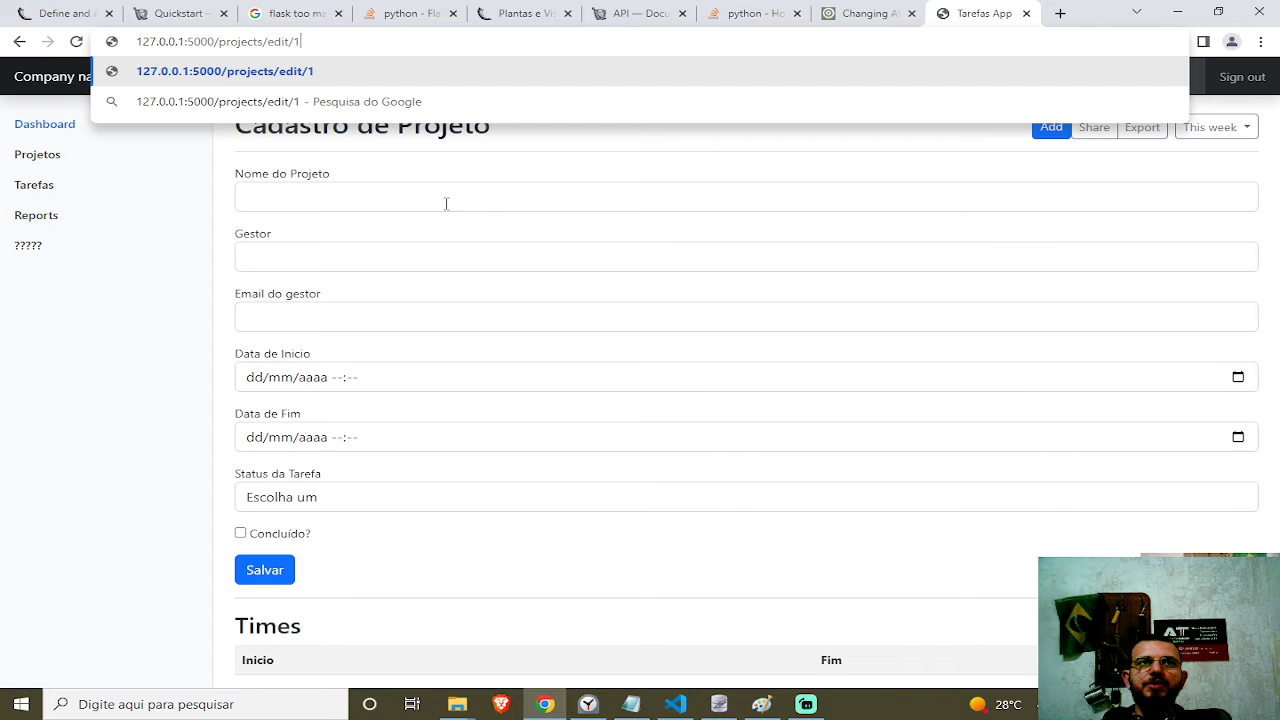 Define and
Quickstart
flask too ma
python - Fla
Plantas e Vis
API — Docu
python - Ho
Changing Al
Tarefas App
127.0.0.1:5000/projects/edit/1
127.0.0.1:5000/projects/edit/1
127.0.0.1:5000/projects/edit/1 - Pesquisa do Google
Company na
Sign out
Dashboard
Projetos
Tarefas
Reports
?????
Cadastro de Projeto
Add
Share
Export
This week
Nome do Projeto
Gestor
Email do gestor
Data de Inicio
dd/mm/aaaa --:--
Data de Fim
dd/mm/aaaa --:--
Status da Tarefa
Escolha um
Concluído?
Salvar
Times
Inicio
Fim
AT
Digite aqui para pesquisar
28°C